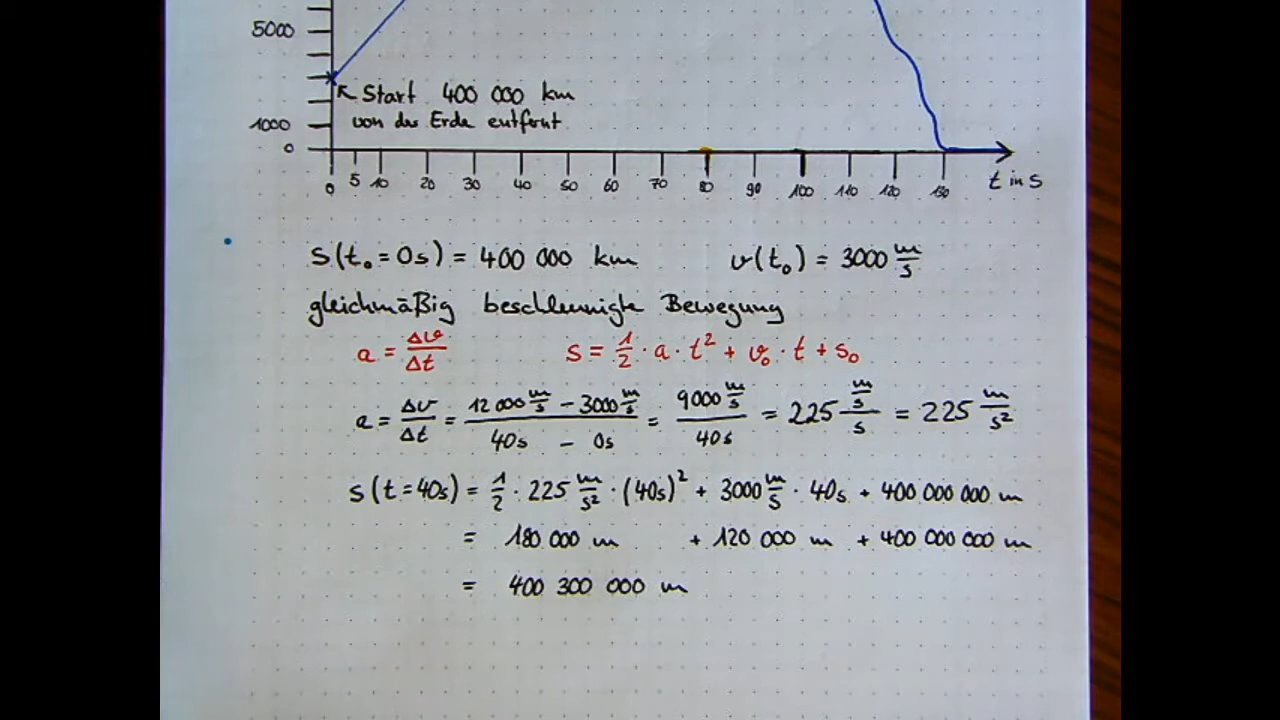 5000
Start 400 000 km
von der Erde entfernt
1000
0
0 5 10 20 30 40 50 60 70 80 90 100 110 120 130
t in s
s(t₀ = 0s) = 400 000 km v(t₀) = 3000 m/s
gleichmäßig beschleunigte Bewegung
a = Δv/Δt s = 1/2 · a · t² + v₀ · t + s₀
a = Δv/Δt = (12 000 m/s − 3000 m/s)/(40s − 0s) = (9000 m/s)/(40s) = 225 (m/s)/s = 225 m/s²
s(t = 40s) = 1/2 · 225 m/s² · (40s)² + 3000 m/s · 40s + 400 000 000 m
= 180 000 m + 120 000 m + 400 000 000 m
= 400 300 000 m